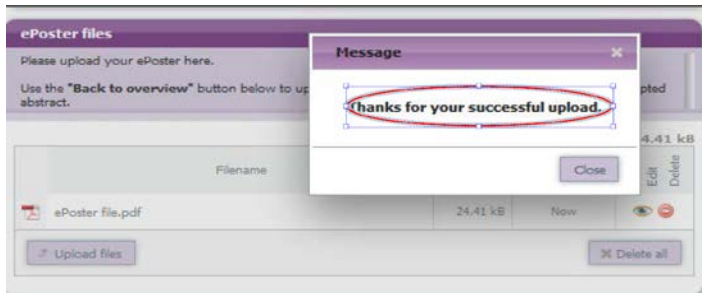 ePoster files
Please upload your ePoster here.
Use the "Back to overview" button below to up
pted
abstract.
Message
Thanks for your successful upload.
Close
4.41 kB
Filename
Edit
Delete
ePoster file.pdf
24.41 kB
Now
Upload files
Delete all